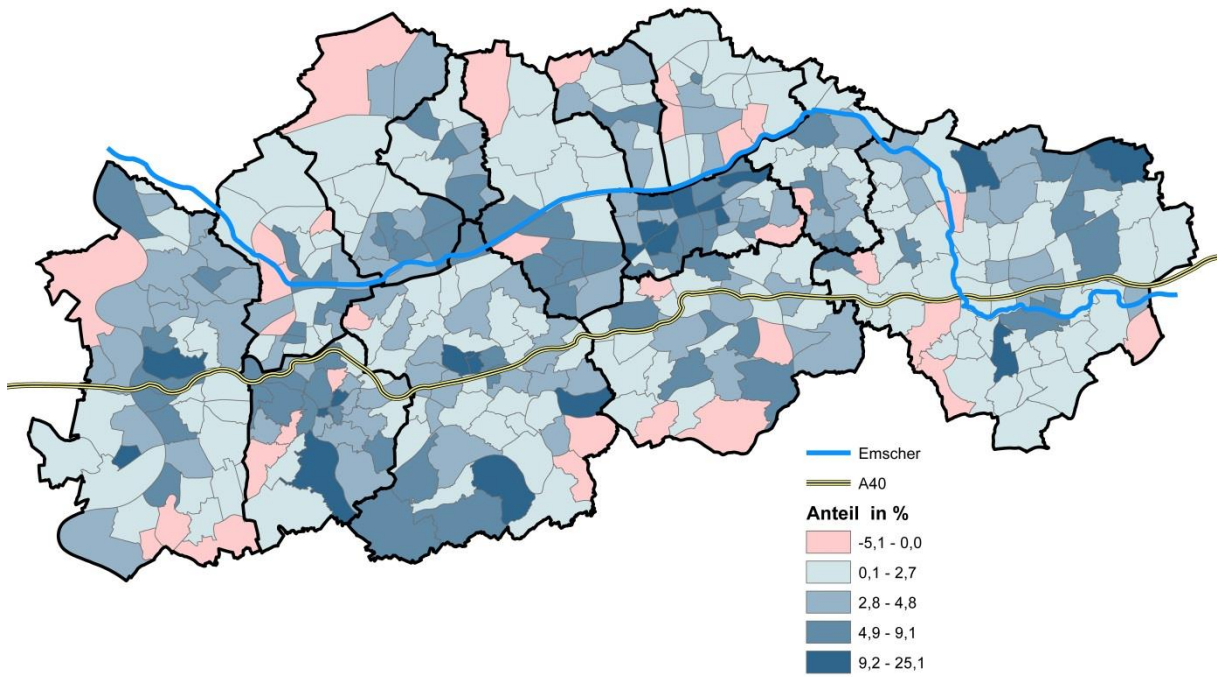 Emscher
A40
Anteil in %
-5,1 - 0,0
0,1 - 2,7
2,8 - 4,8
4,9 - 9,1
9,2 - 25,1